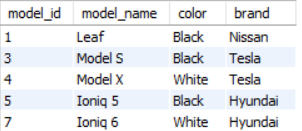 model_id model_name color brand
1 Leaf Black Nissan
3 Model S Black Tesla
4 Model X White Tesla
5 Ioniq 5 Black Hyundai
7 Ioniq 6 White Hyundai